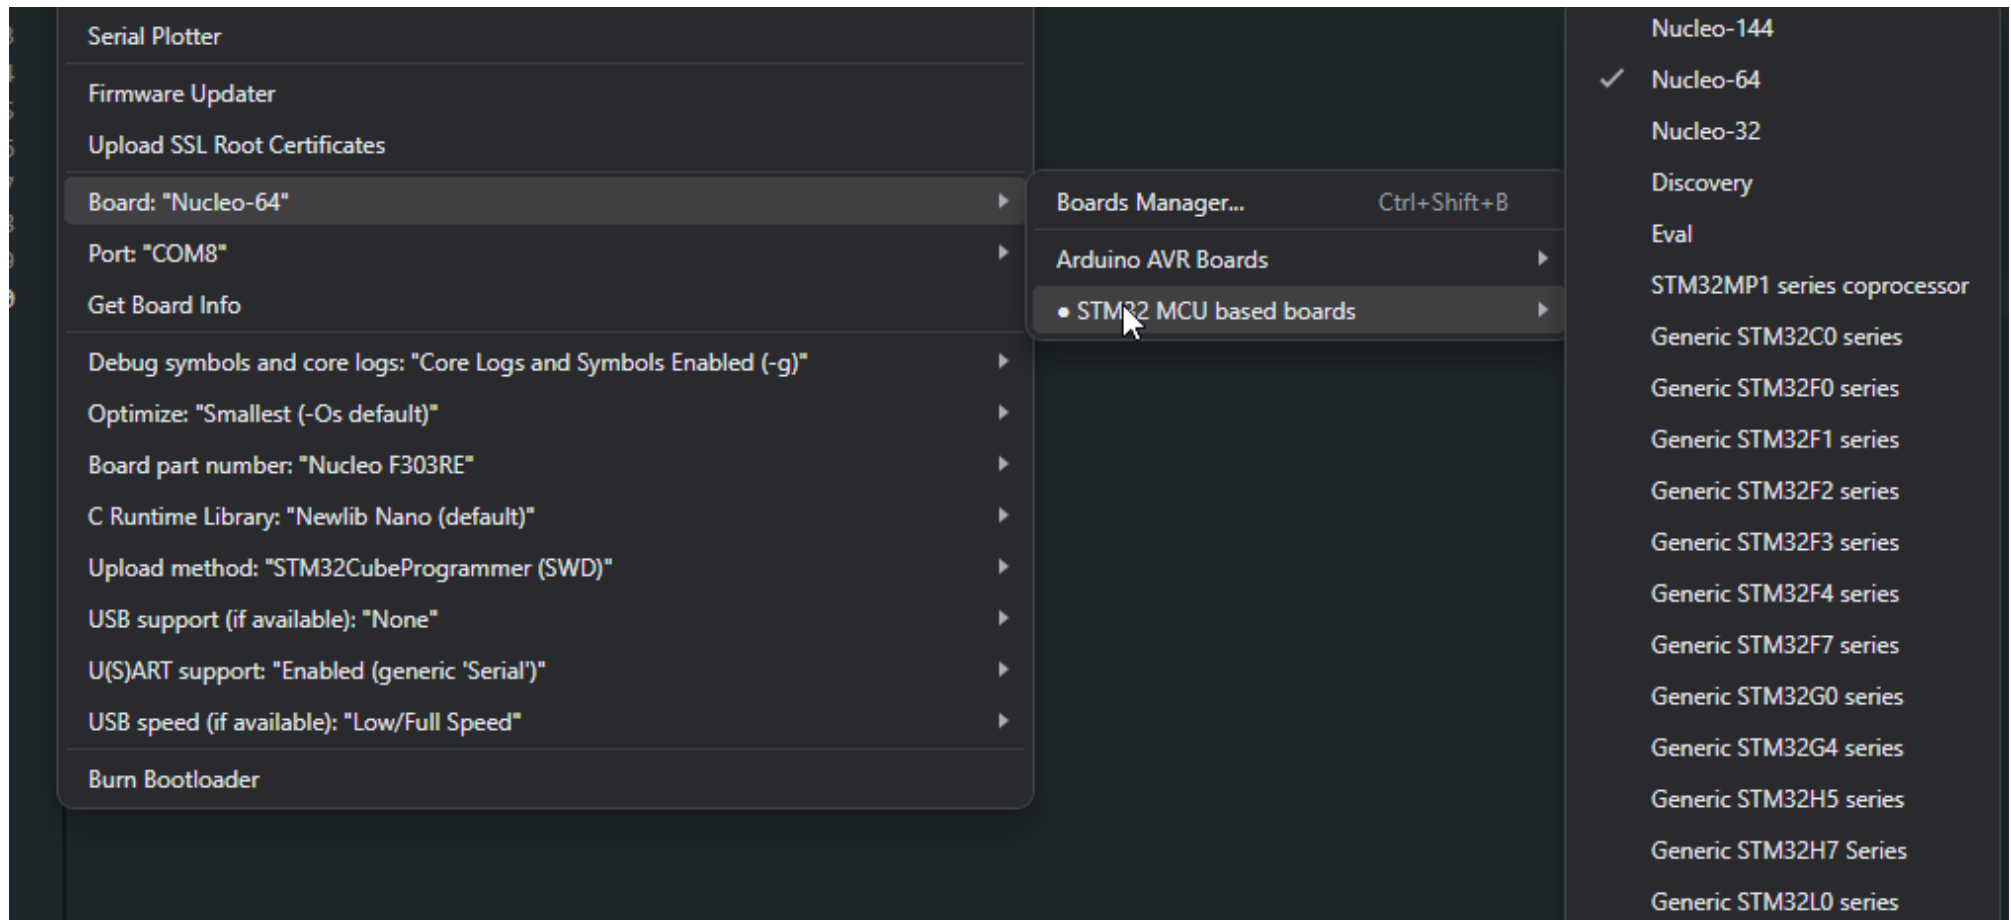 Serial Plotter
Firmware Updater
Upload SSL Root Certificates
Board: "Nucleo-64"
Port: "COM8"
Get Board Info
Debug symbols and core logs: "Core Logs and Symbols Enabled (-g)"
Optimize: "Smallest (-Os default)"
Board part number: "Nucleo F303RE"
C Runtime Library: "Newlib Nano (default)"
Upload method: "STM32CubeProgrammer (SWD)"
USB support (if available): "None"
U(S)ART support: "Enabled (generic 'Serial')"
USB speed (if available): "Low/Full Speed"
Burn Bootloader
Boards Manager... Ctrl+Shift+B
Arduino AVR Boards
● STM32 MCU based boards
Nucleo-144
✓ Nucleo-64
Nucleo-32
Discovery
Eval
STM32MP1 series coprocessor
Generic STM32C0 series
Generic STM32F0 series
Generic STM32F1 series
Generic STM32F2 series
Generic STM32F3 series
Generic STM32F4 series
Generic STM32F7 series
Generic STM32G0 series
Generic STM32G4 series
Generic STM32H5 series
Generic STM32H7 Series
Generic STM32L0 series